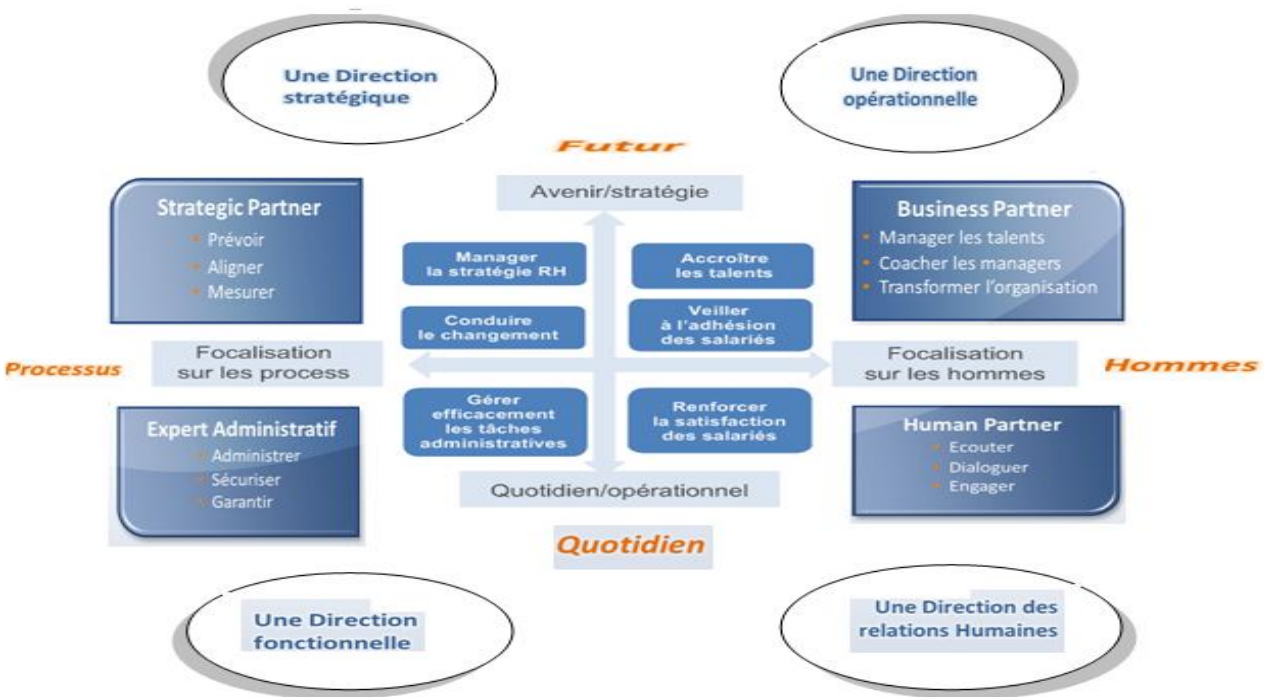 Une Direction
stratégique
Une Direction
opérationnelle
Futur
Avenir/stratégie
Strategic Partner
Prévoir
Aligner
Mesurer
Manager
la stratégie RH
Accroître
les talents
Business Partner
Manager les talents
Coacher les managers
Transformer l'organisation
Conduire
le changement
Veiller
à l'adhésion
des salariés
Processus
Focalisation
sur les process
Focalisation
sur les hommes
Hommes
Expert Administratif
Administrer
Sécuriser
Garantir
Gérer
efficacement
les tâches
administratives
Renforcer
la satisfaction
des salariés
Human Partner
Ecouter
Dialoguer
Engager
Quotidien/opérationnel
Quotidien
Une Direction
fonctionnelle
Une Direction des
relations Humaines